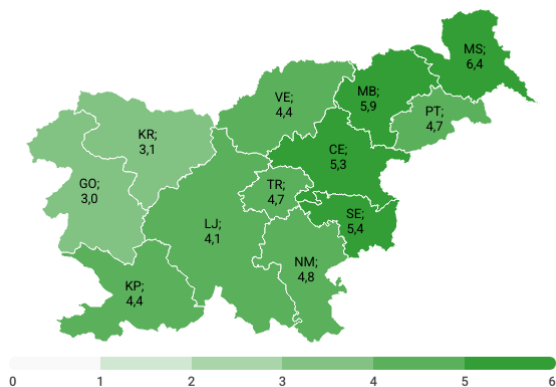 MS;
6,4
MB;
5,9
VE;
4,4
PT;
4,7
KR;
3,1
CE;
5,3
GO;
3,0
TR;
4,7
SE;
5,4
LJ;
4,1
NM;
4,8
KP;
4,4
0 1 2 3 4 5 6